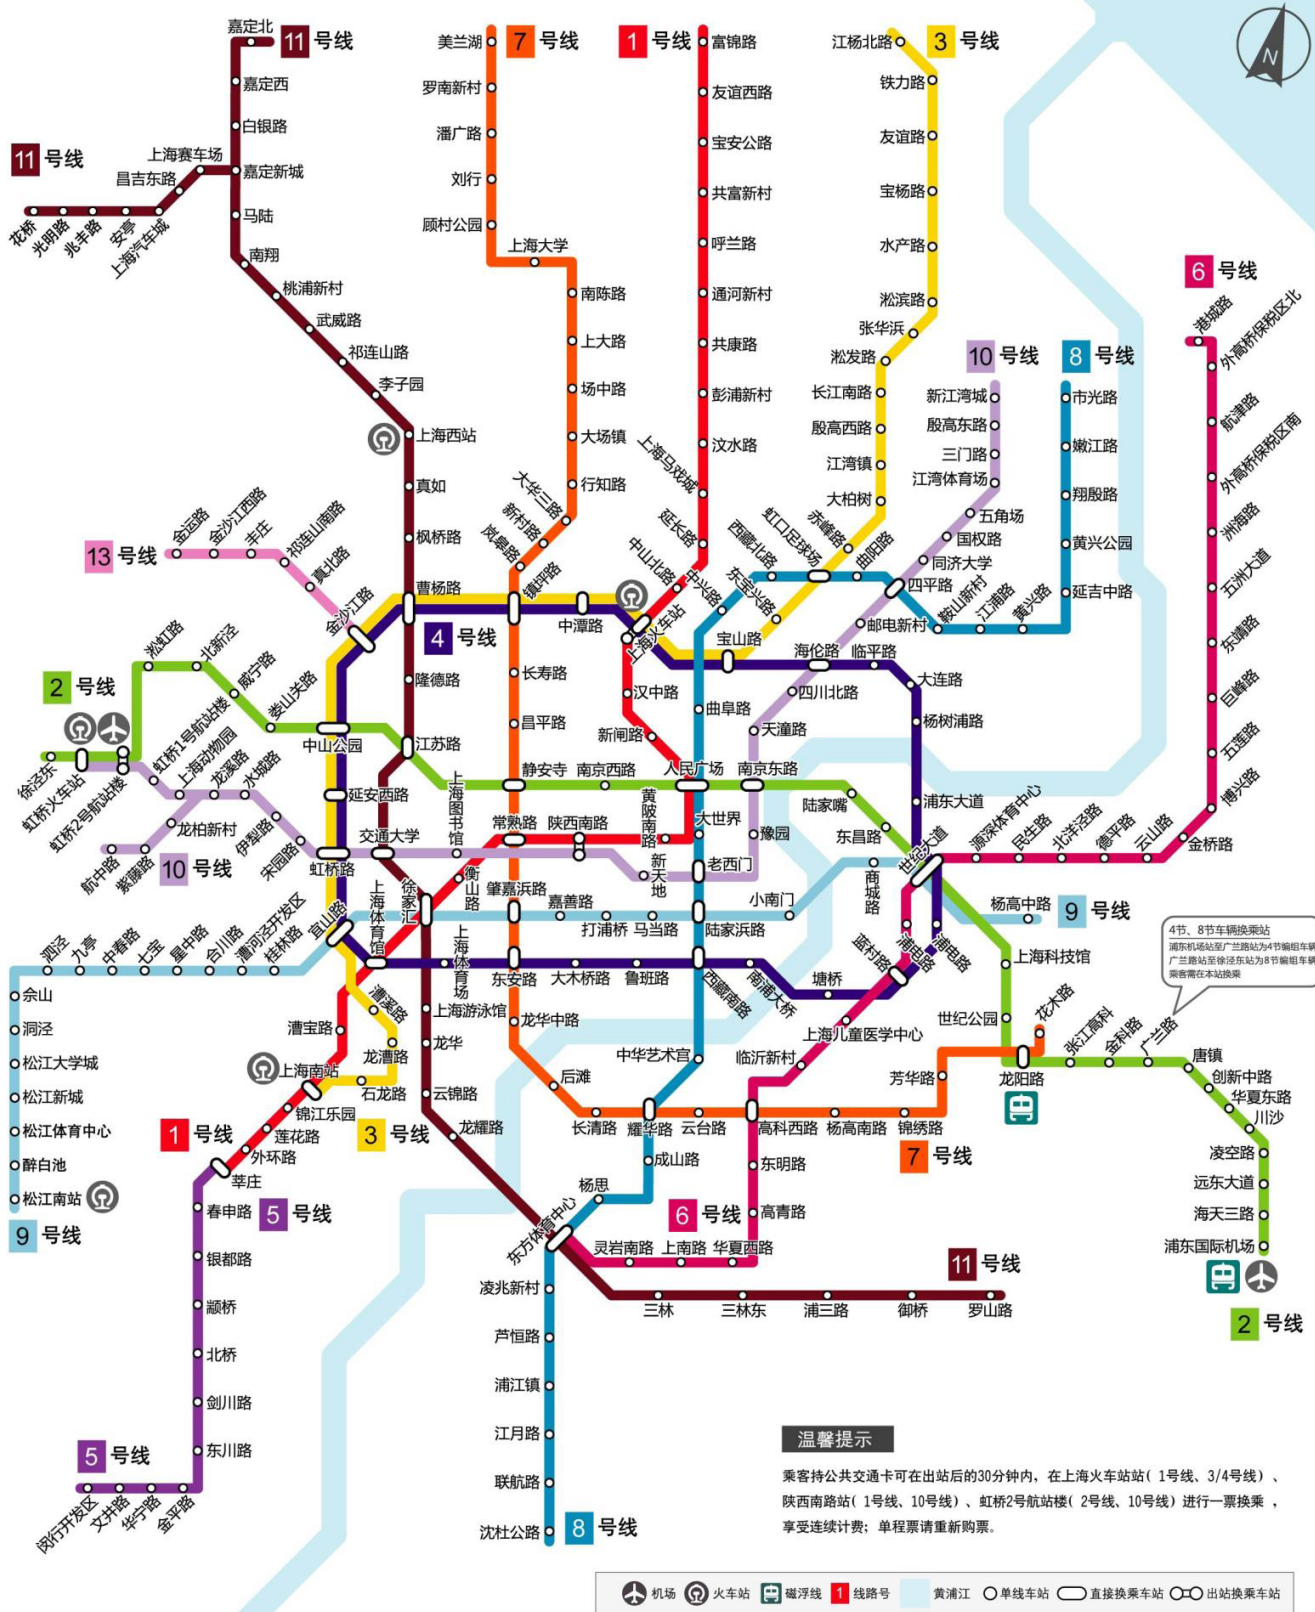 嘉定北
11 号线
嘉定西
白银路
上海赛车场
11 号线
昌吉东路
嘉定新城
花桥
光明路
兆丰路
安亭
上海汽车城
马陆
南翔
桃浦新村
武威路
祁连山路
李子园
上海西站
真如
枫桥路
美兰湖
7 号线
罗南新村
潘广路
刘行
顾村公园
上海大学
南陈路
上大路
场中路
大场镇
行知路
大华三路
新村路
岚皋路
1 号线
富锦路
友谊西路
宝安公路
共富新村
呼兰路
通河新村
共康路
彭浦新村
汶水路
上海马戏城
延长路
中山北路
江杨北路
3 号线
铁力路
友谊路
宝杨路
水产路
淞滨路
张华浜
淞发路
长江南路
殷高西路
江湾镇
大柏树
赤峰路
虹口足球场
西藏北路
东宝兴路
中兴路
10 号线
新江湾城
殷高东路
三门路
江湾体育场
五角场
国权路
同济大学
四平路
曲阳路
8 号线
市光路
嫩江路
翔殷路
黄兴公园
延吉中路
黄兴路
江浦路
鞍山新村
6 号线
港城路
外高桥保税区北
航津路
外高桥保税区南
洲海路
五洲大道
东靖路
巨峰路
五莲路
博兴路
金桥路
云山路
德平路
北洋泾路
民生路
源深体育中心
13 号线
金运路
金沙江西路
丰庄
祁连山南路
真北路
金沙江路
曹杨路
镇坪路
中潭路
上海火车站
宝山路
4 号线
邮电新村
海伦路
临平路
大连路
杨树浦路
浦东大道
四川北路
天潼路
2 号线
徐泾东
虹桥火车站
虹桥2号航站楼
淞虹路
北新泾
威宁路
娄山关路
中山公园
江苏路
隆德路
长寿路
昌平路
静安寺
南京西路
人民广场
南京东路
陆家嘴
东昌路
世纪大道
汉中路
新闸路
曲阜路
虹桥1号航站楼
上海动物园
龙溪路
水城路
龙柏新村
紫藤路
航中路
10 号线
伊犁路
宋园路
虹桥路
延安西路
交通大学
上海图书馆
常熟路
陕西南路
黄陂南路
新天地
大世界
老西门
豫园
衡山路
徐家汇
上海体育馆
宜山路
肇嘉浜路
嘉善路
打浦桥
马当路
陆家浜路
小南门
商城路
杨高中路
9 号线
泗泾
九亭
中春路
七宝
星中路
合川路
漕河泾开发区
桂林路
佘山
洞泾
松江大学城
松江新城
松江体育中心
醉白池
松江南站
9 号线
上海体育场
东安路
大木桥路
鲁班路
西藏南路
南浦大桥
塘桥
蓝村路
浦电路
浦电路
上海儿童医学中心
临沂新村
上海科技馆
世纪公园
花木路
龙阳路
张江高科
金科路
广兰路
唐镇
创新中路
华夏东路
川沙
凌空路
远东大道
海天三路
浦东国际机场
2 号线
4节、8节车辆换乘站
浦东机场站至广兰路站为4节编组车辆
广兰路站至徐泾东站为8节编组车辆
乘客需在本站换乘
漕宝路
漕溪路
龙漕路
石龙路
上海南站
锦江乐园
莲花路
外环路
莘庄
1 号线
3 号线
上海游泳馆
龙华
云锦路
龙耀路
龙华中路
后滩
长清路
耀华路
云台路
高科西路
杨高南路
锦绣路
芳华路
7 号线
中华艺术宫
成山路
杨思
东方体育中心
东明路
高青路
华夏西路
上南路
灵岩南路
6 号线
三林
三林东
浦三路
御桥
罗山路
11 号线
春申路
5 号线
银都路
颛桥
北桥
剑川路
东川路
5 号线
闵行开发区
文井路
华宁路
金平路
凌兆新村
芦恒路
浦江镇
江月路
联航路
沈杜公路
8 号线
温馨提示
乘客持公共交通卡可在出站后的30分钟内，在上海火车站站( 1号线、3/4号线) 、
陕西南路站( 1号线、10号线) 、虹桥2号航站楼( 2号线、10号线) 进行一票换乘 ，
享受连续计费; 单程票请重新购票。
机场 火车站 磁浮线 1 线路号 黄浦江 单线车站 直接换乘车站 出站换乘车站
N